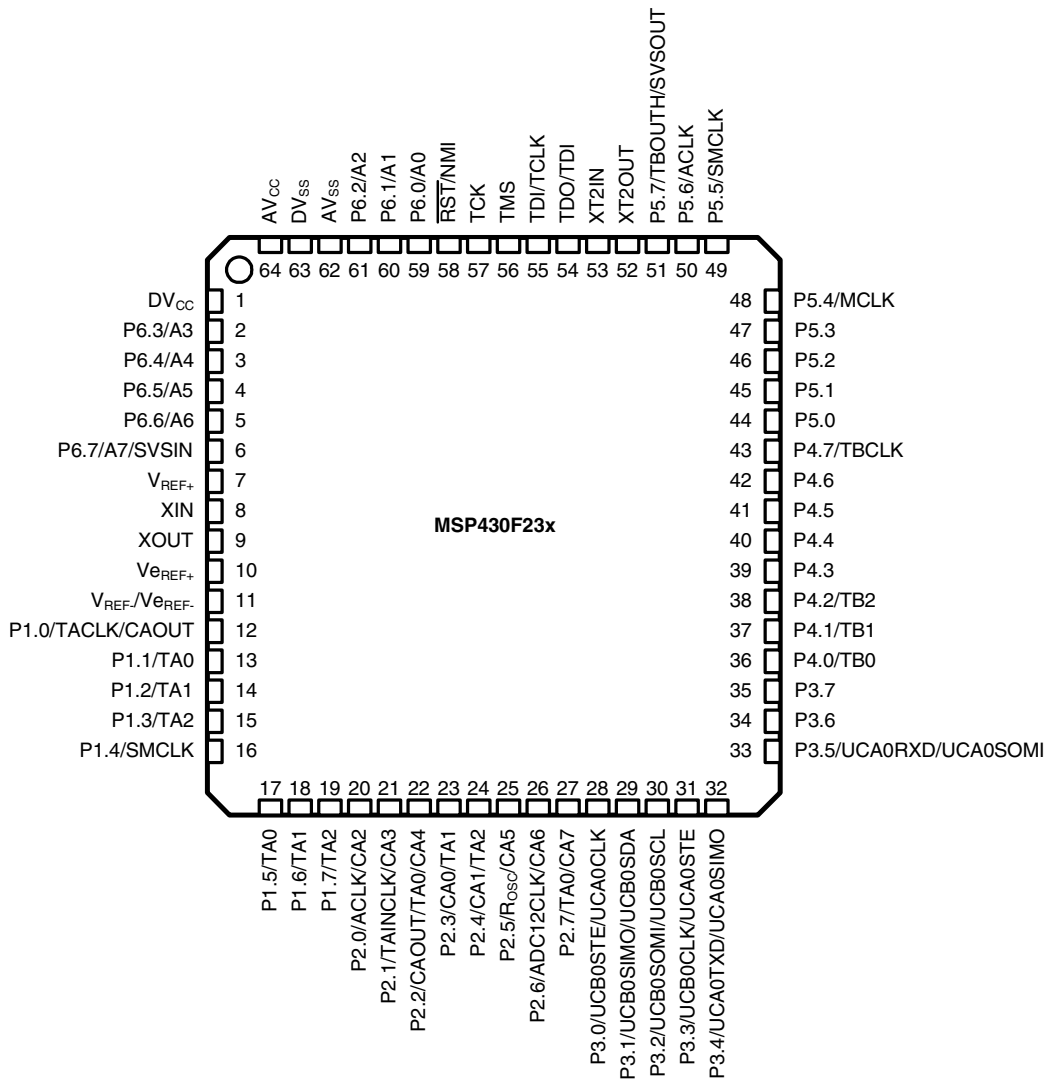 AVCC
DVSS
AVSS
P6.2/A2
P6.1/A1
P6.0/A0
RST/NMI
TCK
TMS
TDI/TCLK
TDO/TDI
XT2IN
XT2OUT
P5.7/TBOUTH/SVSOUT
P5.6/ACLK
P5.5/SMCLK
64 63 62 61 60 59 58 57 56 55 54 53 52 51 50 49
DVCC 1
P6.3/A3 2
P6.4/A4 3
P6.5/A5 4
P6.6/A6 5
P6.7/A7/SVSIN 6
VREF+ 7
XIN 8
XOUT 9
VeREF+ 10
VREF-/VeREF- 11
P1.0/TACLK/CAOUT 12
P1.1/TA0 13
P1.2/TA1 14
P1.3/TA2 15
P1.4/SMCLK 16
MSP430F23x
48 P5.4/MCLK
47 P5.3
46 P5.2
45 P5.1
44 P5.0
43 P4.7/TBCLK
42 P4.6
41 P4.5
40 P4.4
39 P4.3
38 P4.2/TB2
37 P4.1/TB1
36 P4.0/TB0
35 P3.7
34 P3.6
33 P3.5/UCA0RXD/UCA0SOMI
17 18 19 20 21 22 23 24 25 26 27 28 29 30 31 32
P1.5/TA0
P1.6/TA1
P1.7/TA2
P2.0/ACLK/CA2
P2.1/TAINCLK/CA3
P2.2/CAOUT/TA0/CA4
P2.3/CA0/TA1
P2.4/CA1/TA2
P2.5/ROSC/CA5
P2.6/ADC12CLK/CA6
P2.7/TA0/CA7
P3.0/UCB0STE/UCA0CLK
P3.1/UCB0SIMO/UCB0SDA
P3.2/UCB0SOMI/UCB0SCL
P3.3/UCB0CLK/UCA0STE
P3.4/UCA0TXD/UCA0SIMO